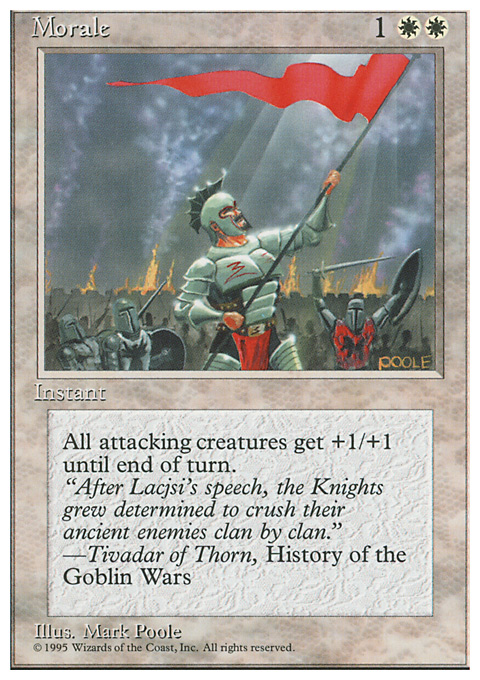 Morale 1
POOLE
Instant
All attacking creatures get +1/+1
until end of turn.
“After Lacjsi’s speech, the Knights
grew determined to crush their
ancient enemies clan by clan.”
—Tivadar of Thorn, History of the
Goblin Wars
Illus. Mark Poole
© 1995 Wizards of the Coast, Inc. All rights reserved.